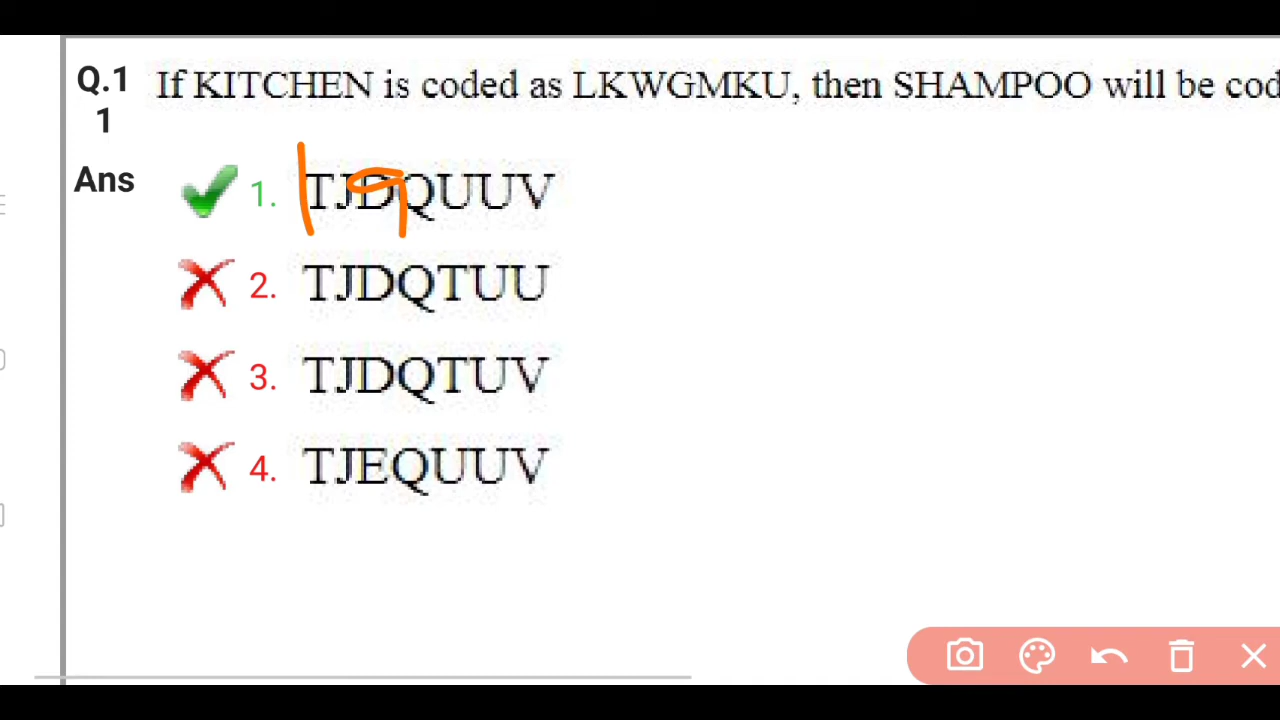 Q.1 If KITCHEN is coded as LKWGMKU, then SHAMPOO will be cod
1
Ans
1. TJDQUUV
2. TJDQTUU
3. TJDQTUV
4. TJEQUUV